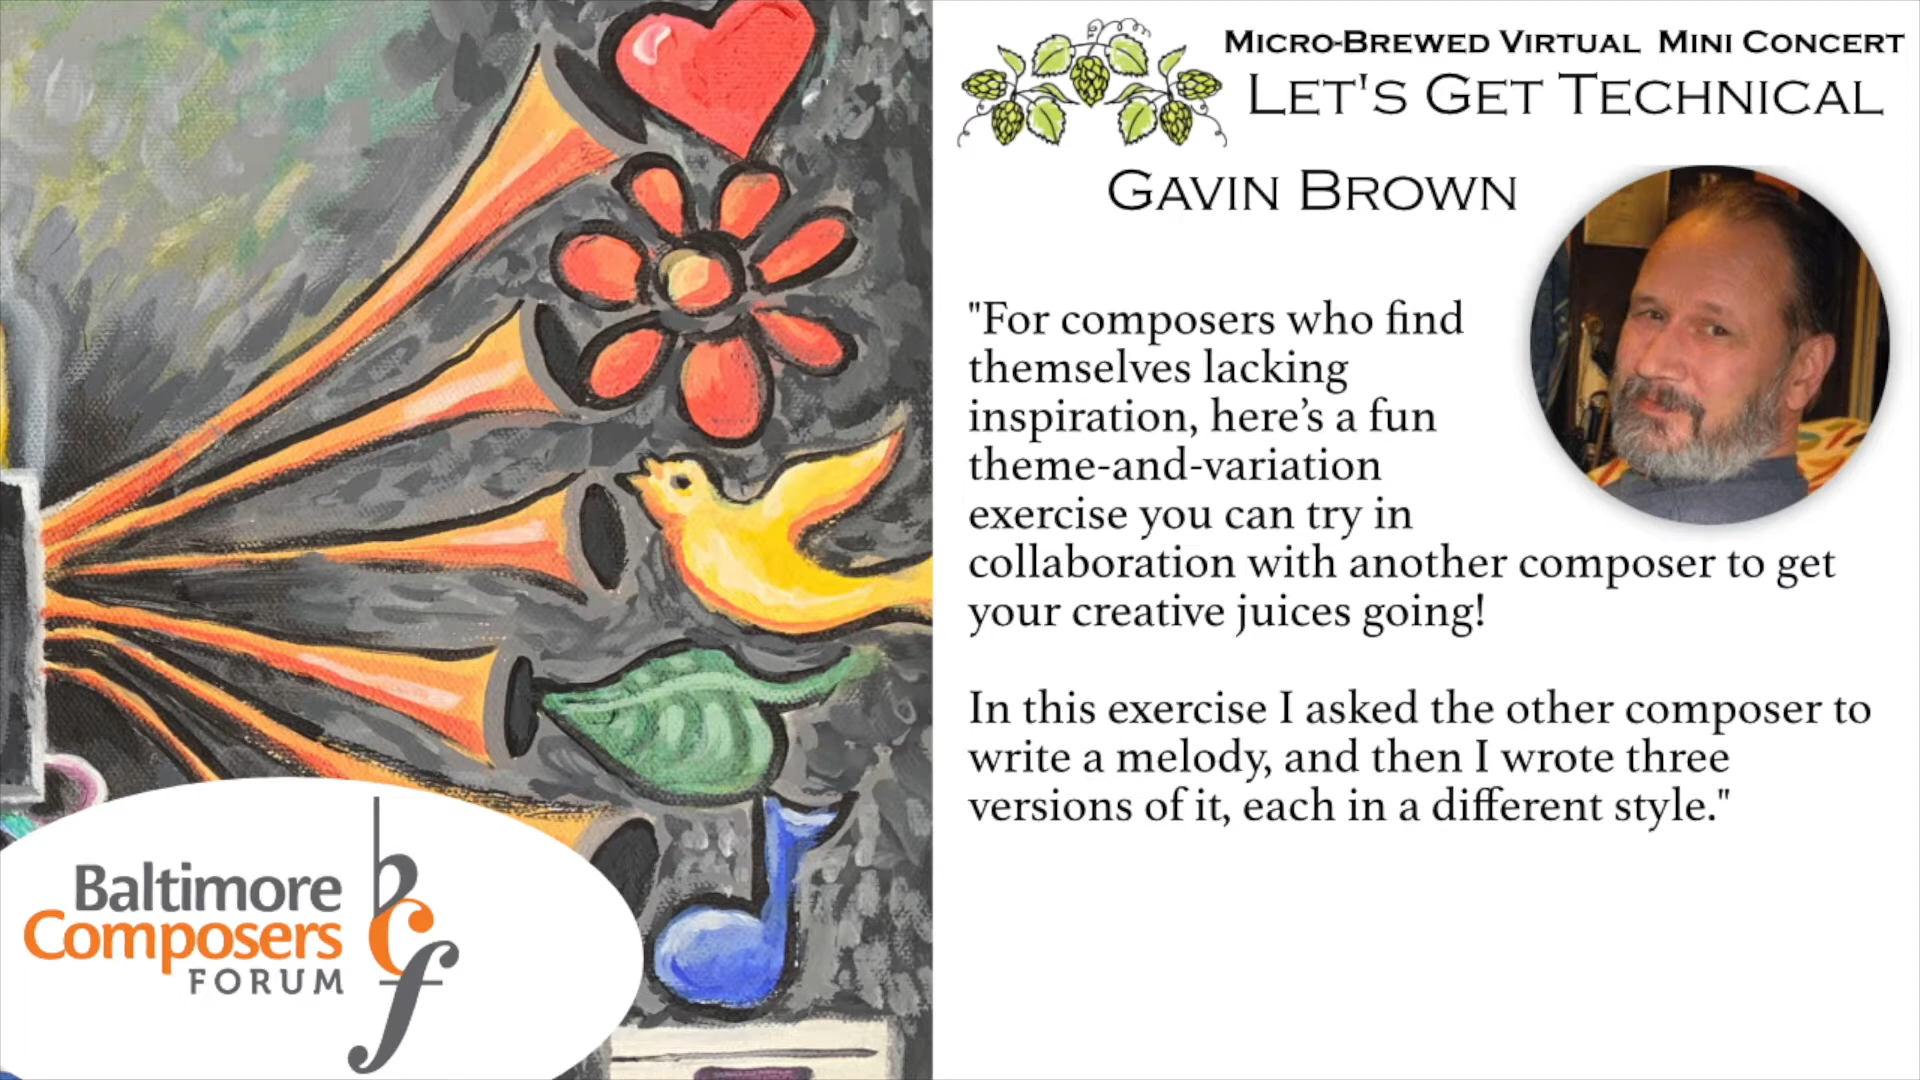 MICRO-BREWED VIRTUAL MINI CONCERT
LET'S GET TECHNICAL
GAVIN BROWN
"For composers who find
themselves lacking
inspiration, here’s a fun
theme-and-variation
exercise you can try in
collaboration with another composer to get
your creative juices going!
In this exercise I asked the other composer to
write a melody, and then I wrote three
versions of it, each in a different style."
Baltimore
Composers
FORUM
bcf